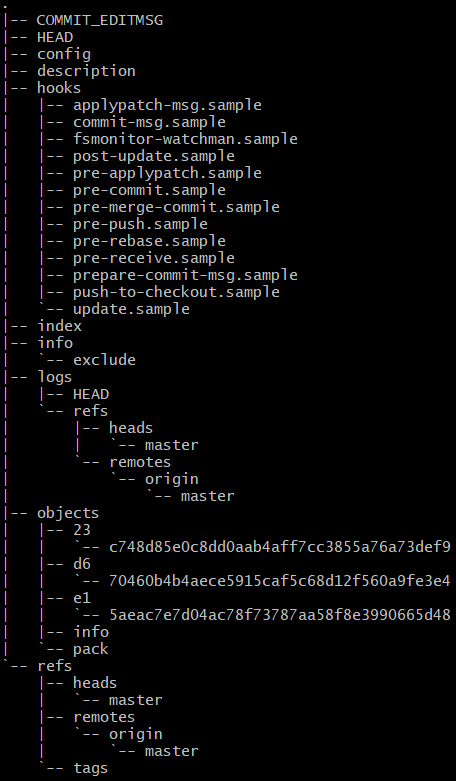 .
|-- COMMIT_EDITMSG
|-- HEAD
|-- config
|-- description
|-- hooks
|   |-- applypatch-msg.sample
|   |-- commit-msg.sample
|   |-- fsmonitor-watchman.sample
|   |-- post-update.sample
|   |-- pre-applypatch.sample
|   |-- pre-commit.sample
|   |-- pre-merge-commit.sample
|   |-- pre-push.sample
|   |-- pre-rebase.sample
|   |-- pre-receive.sample
|   |-- prepare-commit-msg.sample
|   |-- push-to-checkout.sample
|   `-- update.sample
|-- index
|-- info
|   `-- exclude
|-- logs
|   |-- HEAD
|   `-- refs
|       |-- heads
|       |   `-- master
|       `-- remotes
|           `-- origin
|               `-- master
|-- objects
|   |-- 23
|   |   `-- c748d85e0c8dd0aab4aff7cc3855a76a73def9
|   |-- d6
|   |   `-- 70460b4b4aece5915caf5c68d12f560a9fe3e4
|   |-- e1
|   |   `-- 5aeac7e7d04ac78f73787aa58f8e3990665d48
|   |-- info
|   `-- pack
`-- refs
    |-- heads
    |   `-- master
    |-- remotes
    |   `-- origin
    |       `-- master
    `-- tags